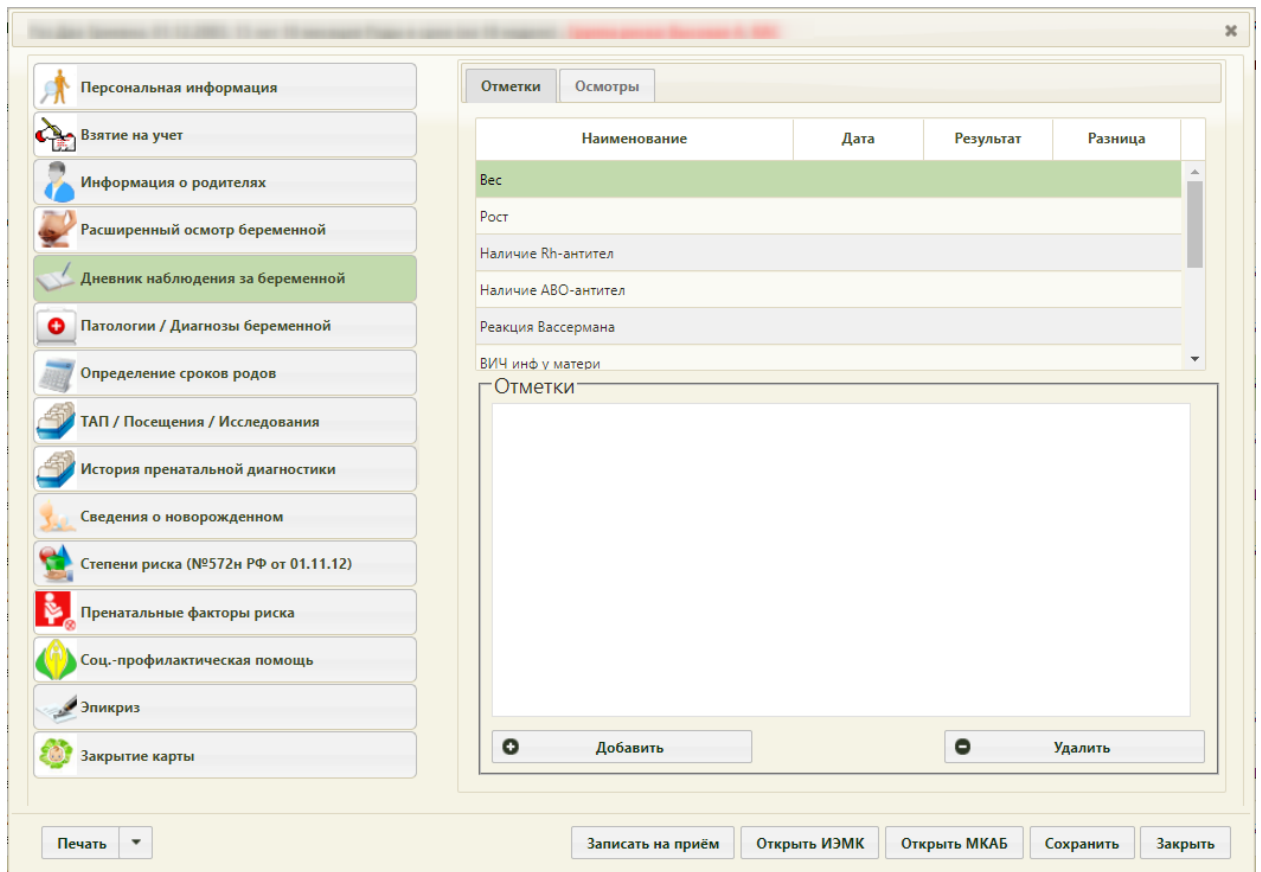 Персональная информация
Взятие на учет
Информация о родителях
Расширенный осмотр беременной
Дневник наблюдения за беременной
Патологии / Диагнозы беременной
Определение сроков родов
ТАП / Посещения / Исследования
История пренатальной диагностики
Сведения о новорожденном
Степени риска (№572н РФ от 01.11.12)
Пренатальные факторы риска
Соц.-профилактическая помощь
Эпикриз
Закрытие карты
Отметки Осмотры
Наименование Дата Результат Разница
Вес
Рост
Наличие Rh-антител
Наличие АВО-антител
Реакция Вассермана
ВИЧ инф у матери
Отметки
Добавить Удалить
Печать Записать на приём Открыть ИЭМК Открыть МКАБ Сохранить Закрыть